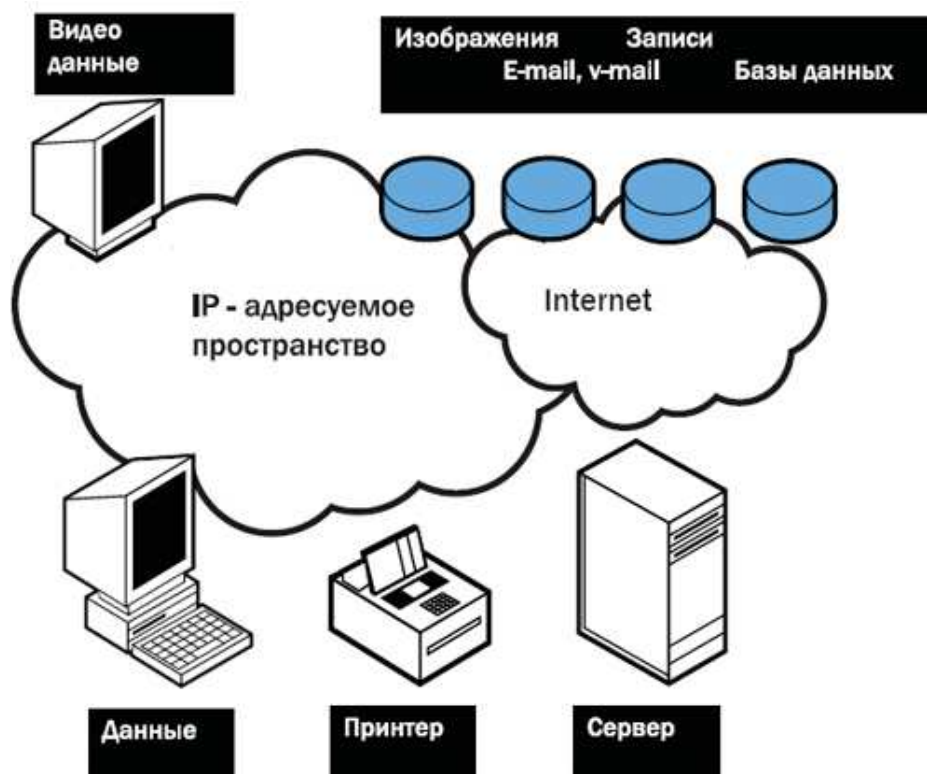 Видео
данные
Изображения Записи
E-mail, v-mail Базы данных
IP - адресуемое
пространство
Internet
Данные
Принтер
Сервер